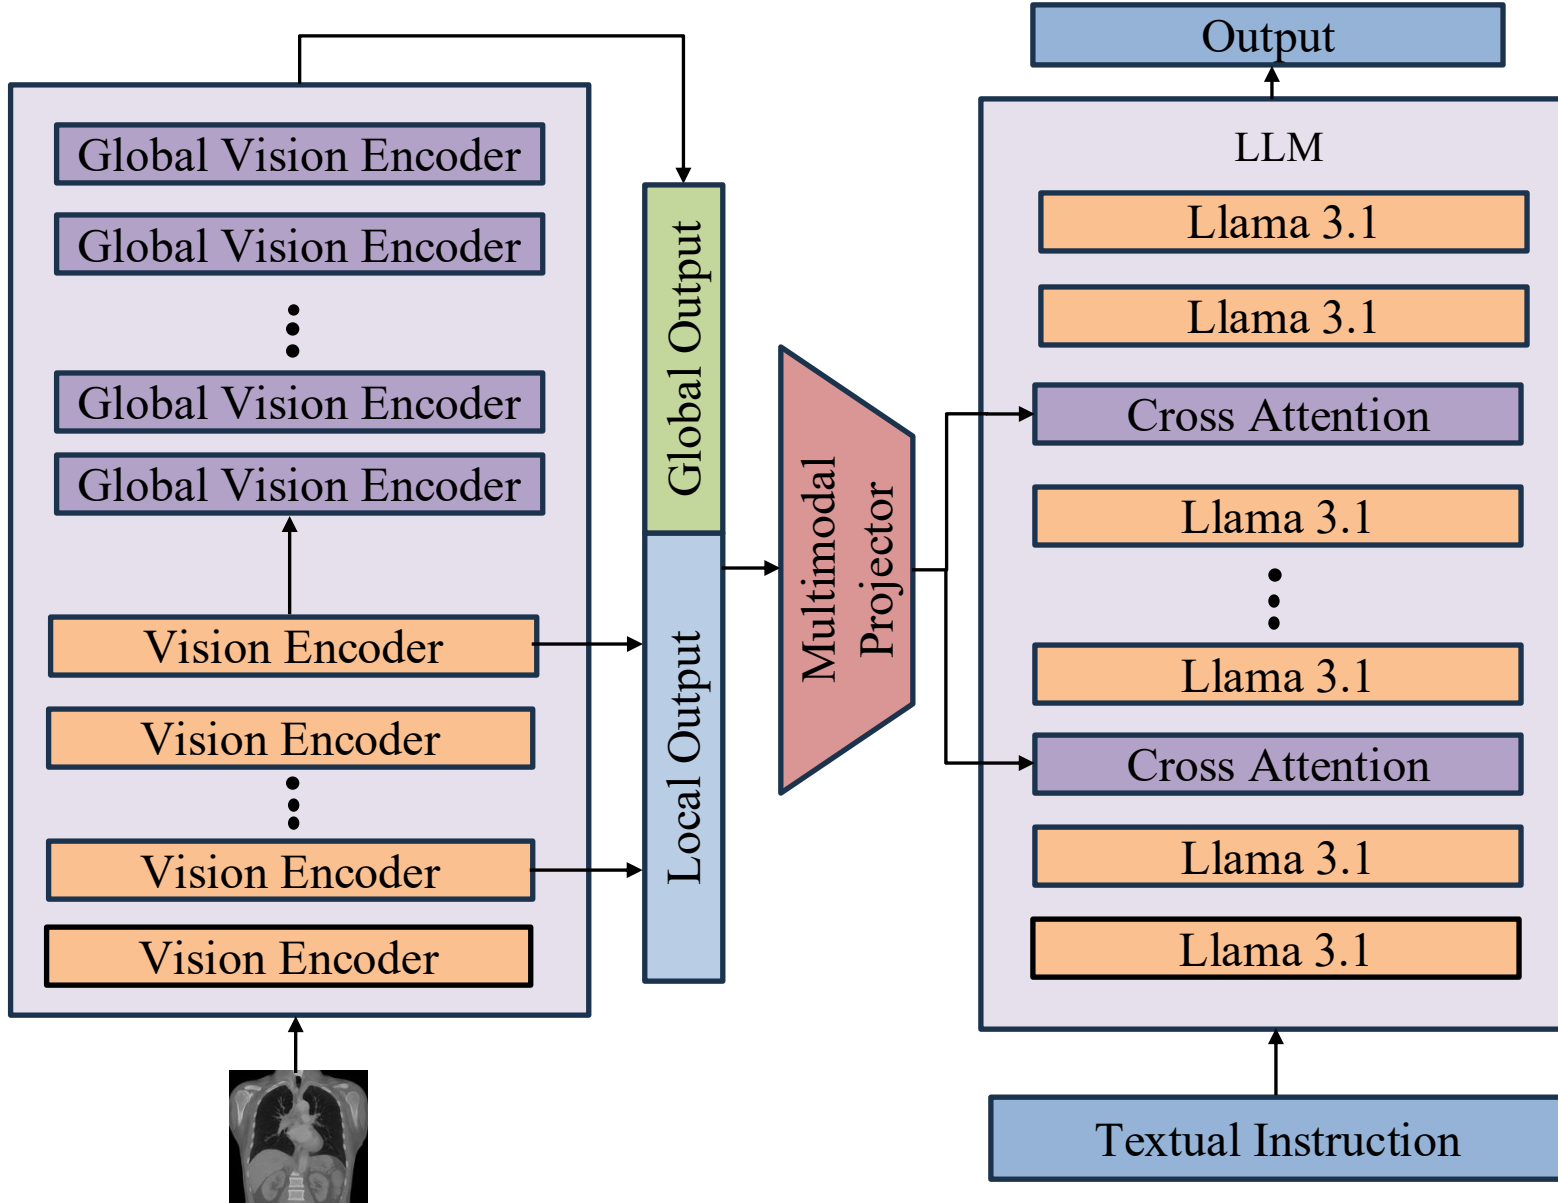 Global Vision Encoder
Global Vision Encoder
Global Vision Encoder
Global Vision Encoder
Vision Encoder
Vision Encoder
Vision Encoder
Vision Encoder
Global Output
Local Output
Multimodal
Projector
Output
LLM
Llama 3.1
Llama 3.1
Cross Attention
Llama 3.1
Llama 3.1
Cross Attention
Llama 3.1
Llama 3.1
Textual Instruction